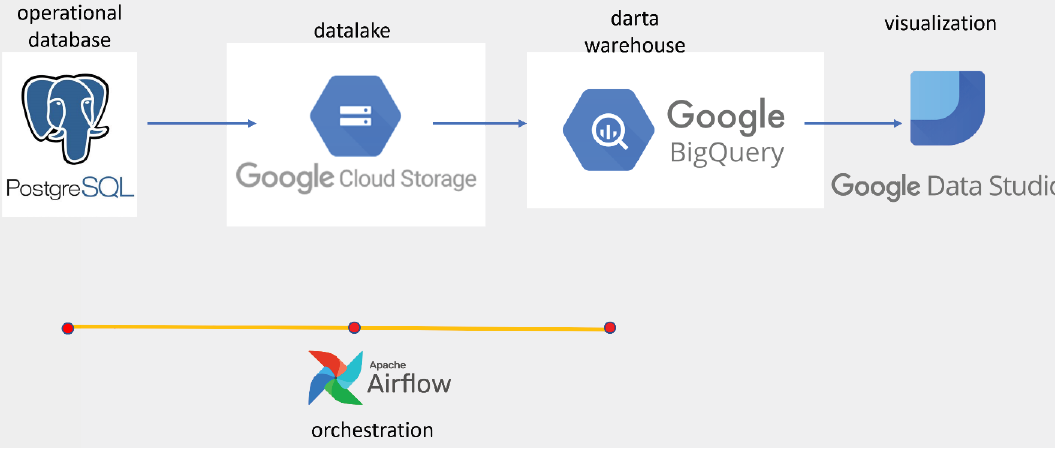 operational
database
datalake
darta
warehouse
visualization
PostgreSQL
Google Cloud Storage
Google
BigQuery
Google Data Studio
Apache
Airflow
orchestration